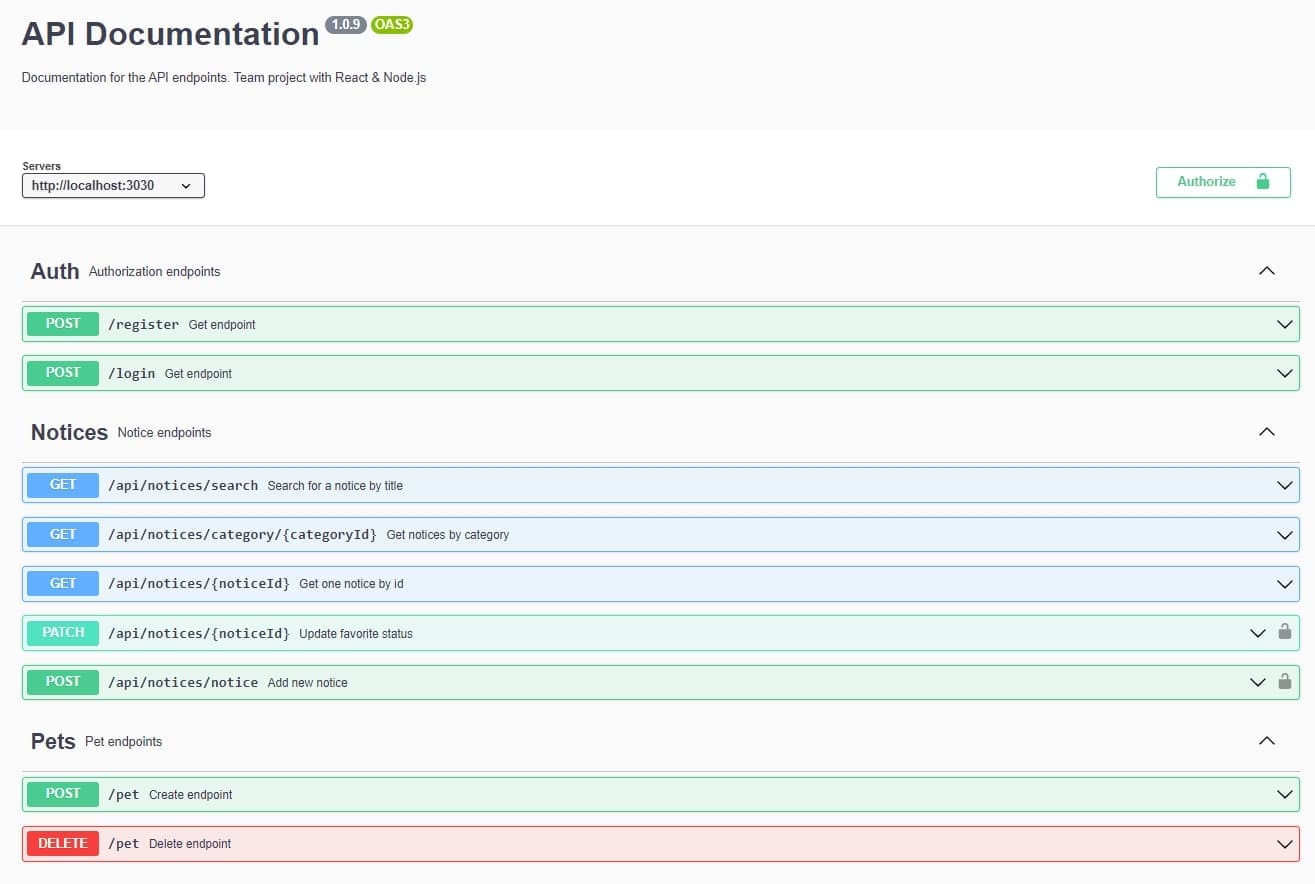 API Documentation 1.0.9 OAS3
Documentation for the API endpoints. Team project with React & Node.js
Servers
http://localhost:3030
Authorize
Auth Authorization endpoints
POST /register Get endpoint
POST /login Get endpoint
Notices Notice endpoints
GET /api/notices/search Search for a notice by title
GET /api/notices/category/{categoryId} Get notices by category
GET /api/notices/{noticeId} Get one notice by id
PATCH /api/notices/{noticeId} Update favorite status
POST /api/notices/notice Add new notice
Pets Pet endpoints
POST /pet Create endpoint
DELETE /pet Delete endpoint